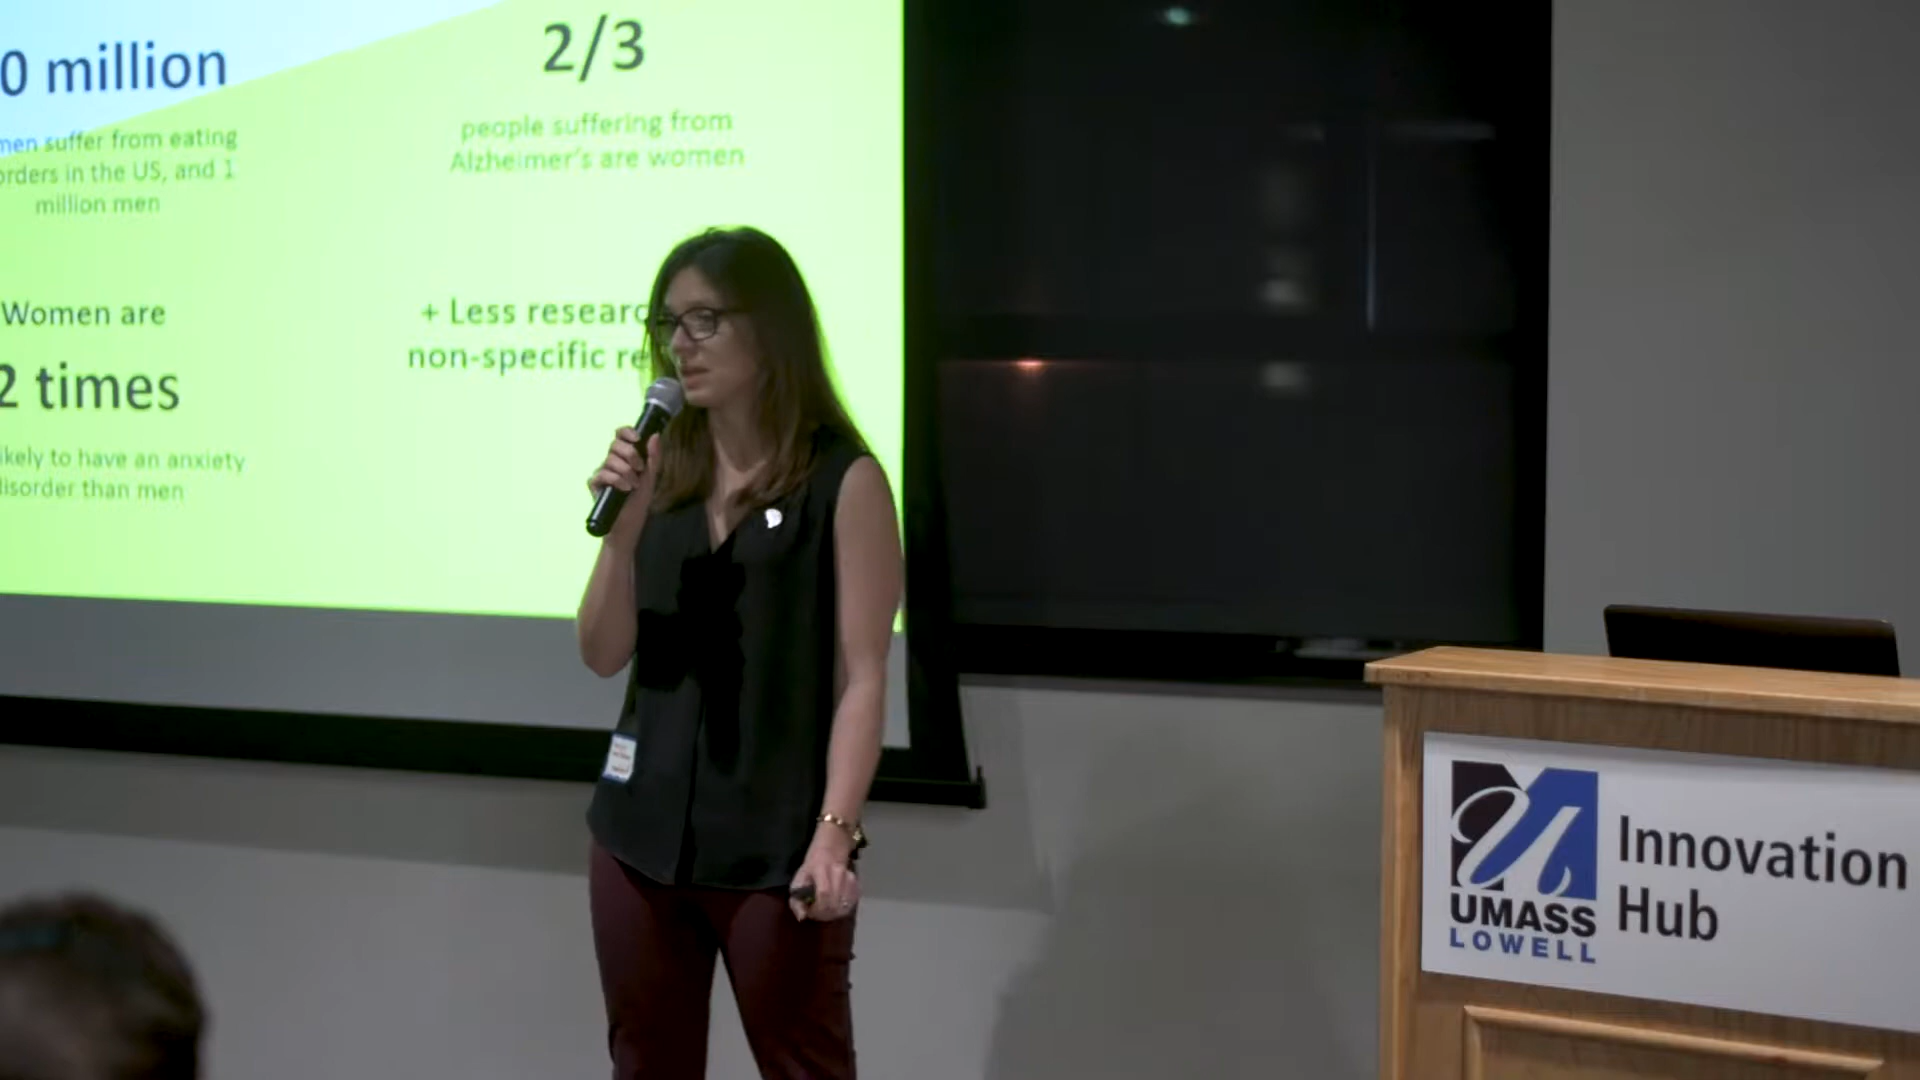 0 million
men suffer from eating
orders in the US, and 1
million men
2/3
people suffering from
Alzheimer's are women
Women are
2 times
likely to have an anxiety
disorder than men
+ Less researc
non-specific re
UMASS
LOWELL
Innovation
Hub